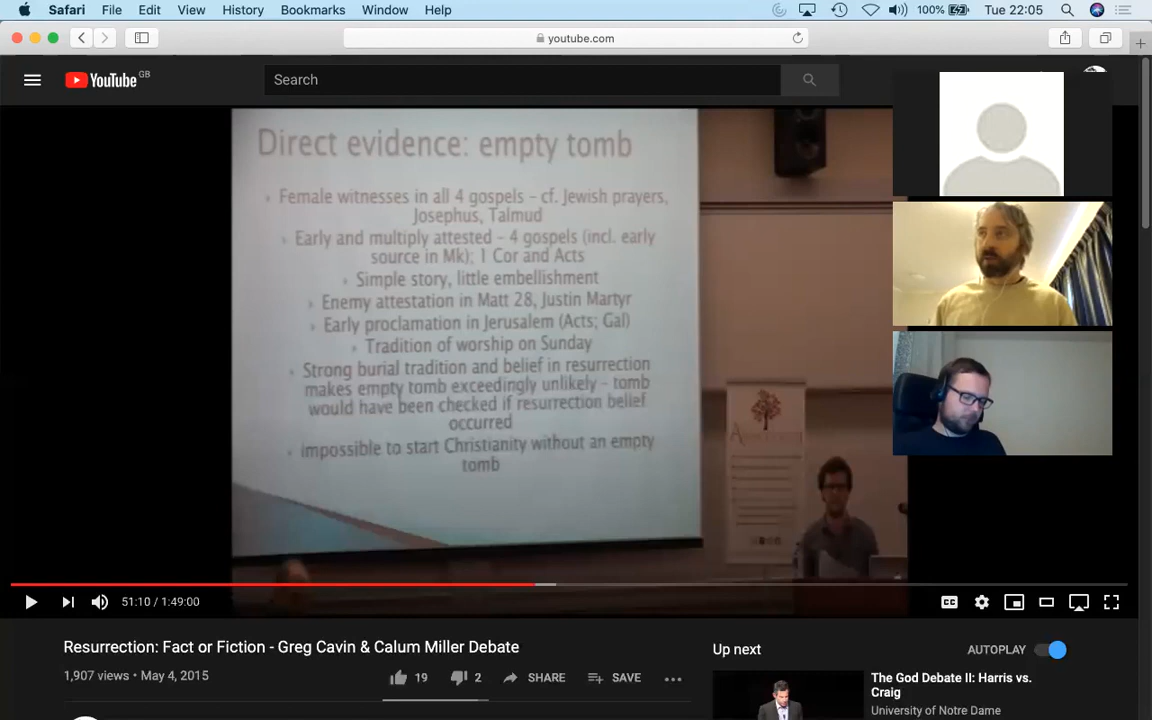 Safari File Edit View History Bookmarks Window Help 100% Tue 22:05
youtube.com
YouTube GB Search
Direct evidence: empty tomb
Female witnesses in all 4 gospels - cf. Jewish prayers,
Josephus, Talmud
Early and multiply attested - 4 gospels (incl. early
source in Mk); 1 Cor and Acts
Simple story, little embellishment
Enemy attestation in Matt 28, Justin Martyr
Early proclamation in Jerusalem (Acts; Gal)
Tradition of worship on Sunday
Strong burial tradition and belief in resurrection
makes empty tomb exceedingly unlikely - tomb
would have been checked if resurrection belief
occurred
Impossible to start Christianity without an empty
tomb
51:10 / 1:49:00 CC
Resurrection: Fact or Fiction - Greg Cavin & Calum Miller Debate
1,907 views • May 4, 2015
19 2 SHARE SAVE
Up next AUTOPLAY
The God Debate II: Harris vs.
Craig
University of Notre Dame